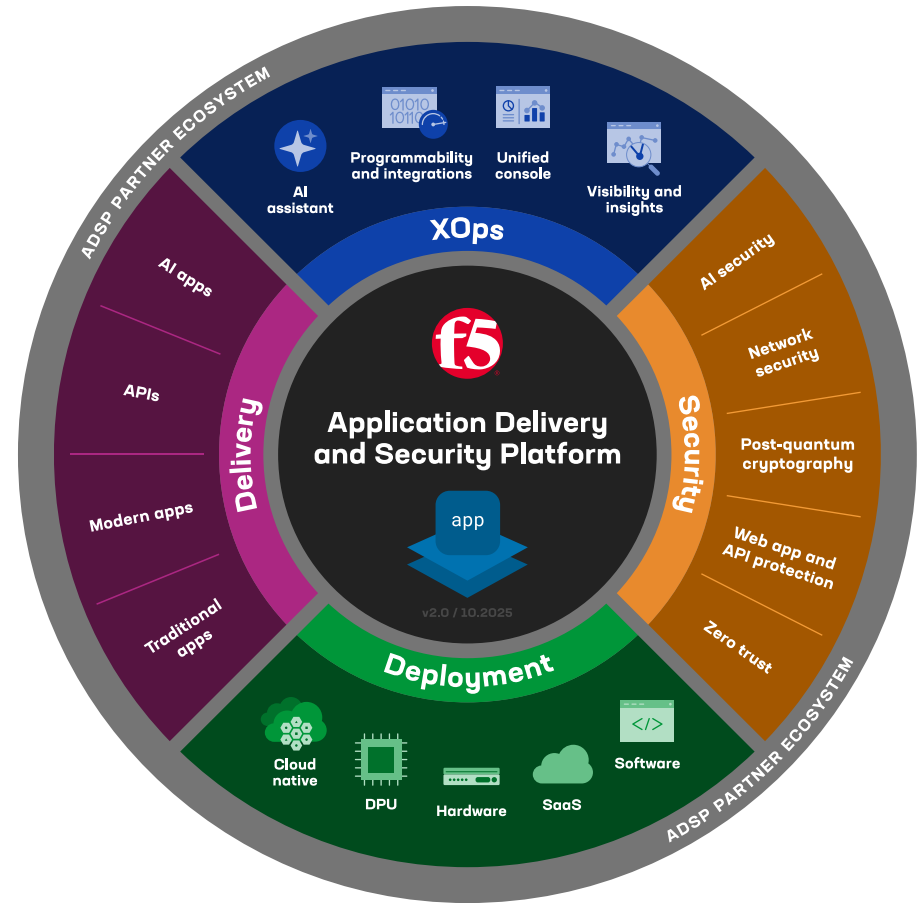 ADSP PARTNER ECOSYSTEM
01010
10110
AI
assistant
Programmability
and integrations
Unified
console
Visibility and
insights
XOps
AI apps
APIs
Modern apps
Traditional
apps
Delivery
f5
Application Delivery
and Security Platform
app
v2.0 / 10.2025
Security
AI security
Network
security
Post-quantum
cryptography
Web app and
API protection
Zero trust
Deployment
Cloud
native
DPU
Hardware
SaaS
</>
Software
ADSP PARTNER ECOSYSTEM